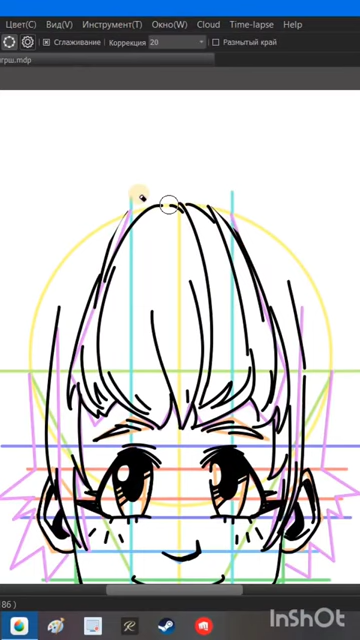 Цвет(C) Вид(V) Инструмент(T) Окно(W) Cloud Time-lapse Help
Сглаживание Коррекция 20 Размытый край
грш.mdp
86 )
InShOt